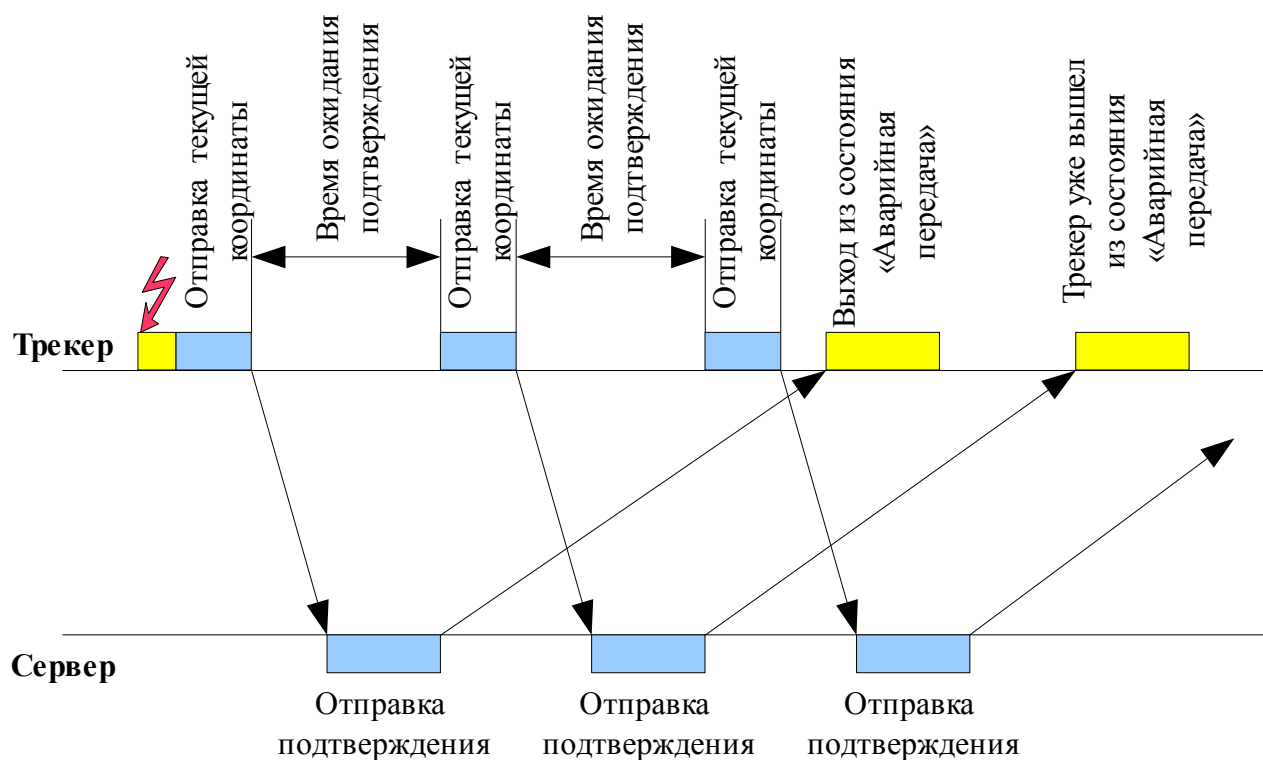 Отправка текущей
координаты
Время ожидания
подтверждения
Отправка текущей
координаты
Время ожидания
подтверждения
Отправка текущей
координаты
Выход из состояния
«Аварийная
передача»
Трекер уже вышел
из состояния
«Аварийная
передача»
Трекер
Сервер
Отправка
подтверждения
Отправка
подтверждения
Отправка
подтверждения